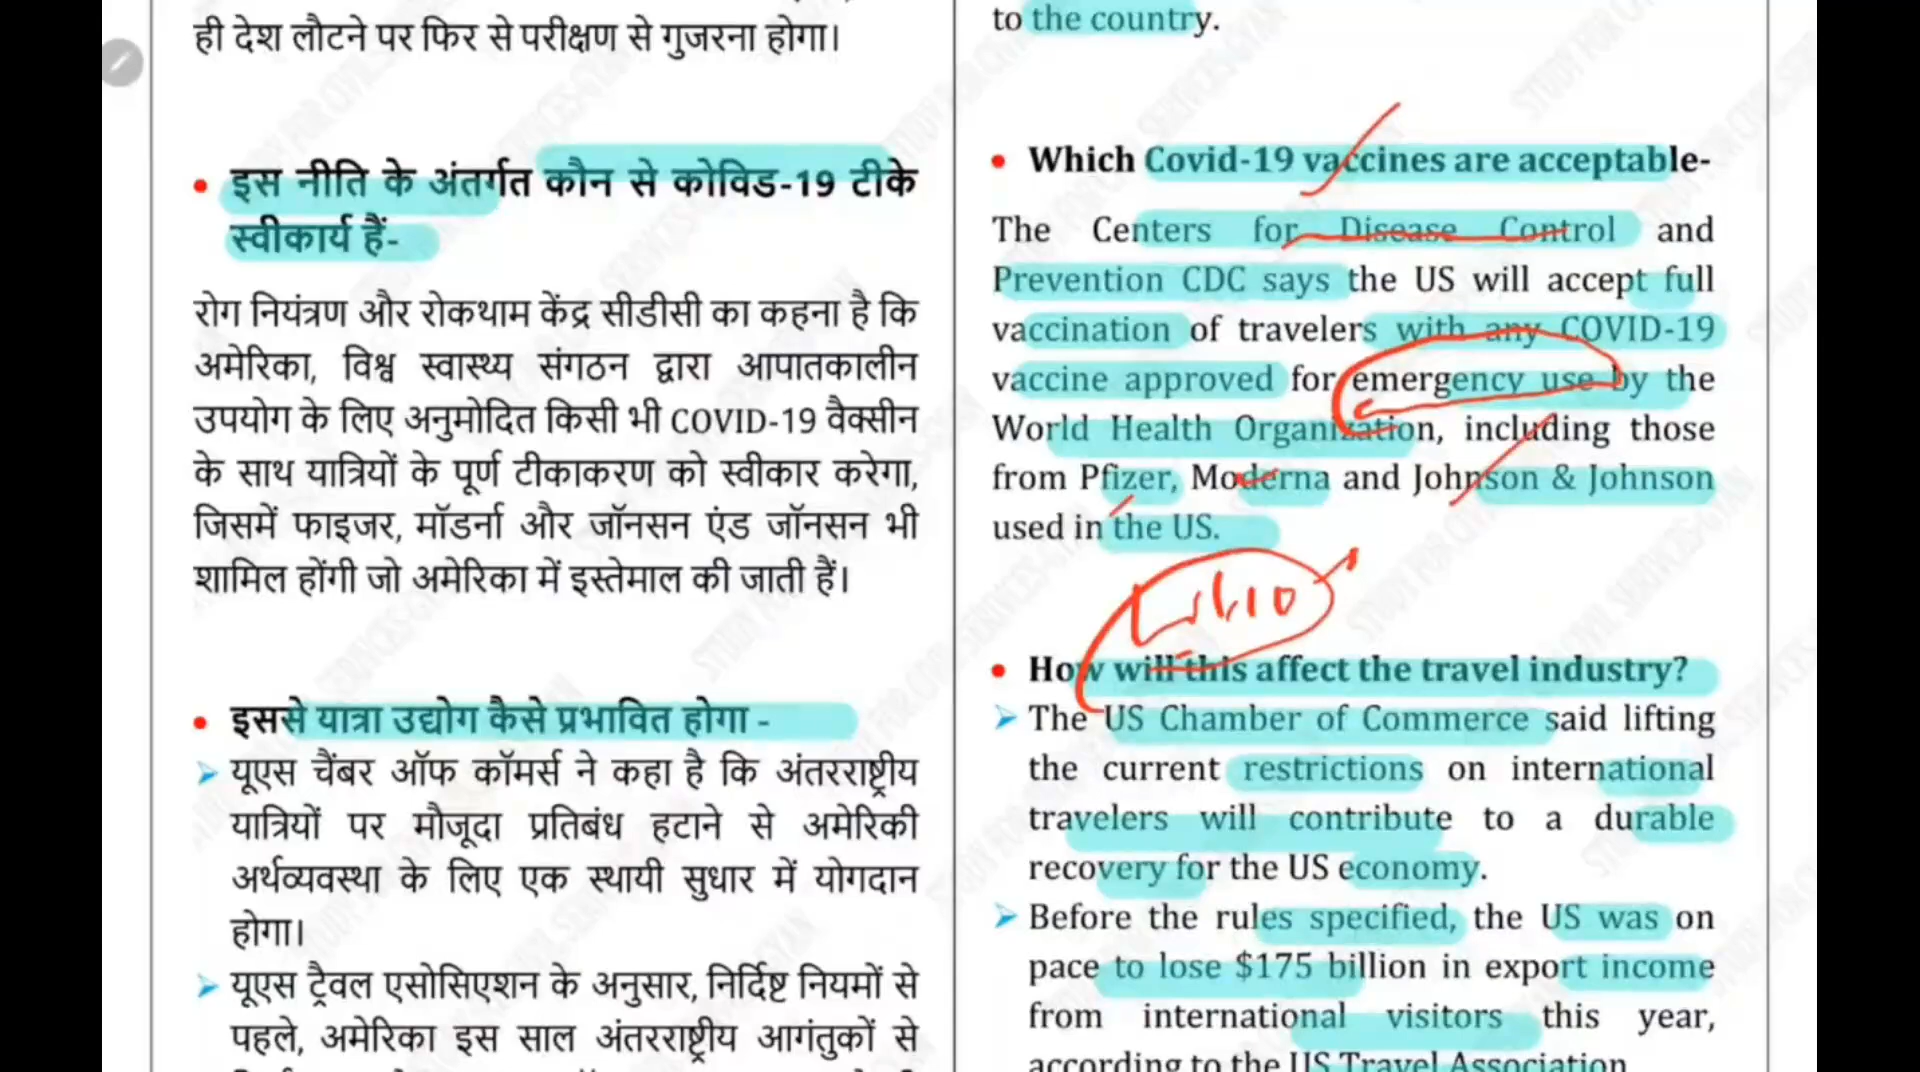 ही देश लौटने पर फिर से परीक्षण से गुजरना होगा।
• इस नीति के अंतर्गत कौन से कोविड-19 टीके
स्वीकार्य हैं-
रोग नियंत्रण और रोकथाम केंद्र सीडीसी का कहना है कि
अमेरिका, विश्व स्वास्थ्य संगठन द्वारा आपातकालीन
उपयोग के लिए अनुमोदित किसी भी COVID-19 वैक्सीन
के साथ यात्रियों के पूर्ण टीकाकरण को स्वीकार करेगा,
जिसमें फाइजर, मॉडर्ना और जॉनसन एंड जॉनसन भी
शामिल होंगी जो अमेरिका में इस्तेमाल की जाती हैं।
• इससे यात्रा उद्योग कैसे प्रभावित होगा -
➢ यूएस चैंबर ऑफ कॉमर्स ने कहा है कि अंतरराष्ट्रीय
यात्रियों पर मौजूदा प्रतिबंध हटाने से अमेरिकी
अर्थव्यवस्था के लिए एक स्थायी सुधार में योगदान
होगा।
➢ यूएस ट्रैवल एसोसिएशन के अनुसार, निर्दिष्ट नियमों से
पहले, अमेरिका इस साल अंतरराष्ट्रीय आगंतुकों से
to the country.
• Which Covid-19 vaccines are acceptable-
The Centers for Disease Control and
Prevention CDC says the US will accept full
vaccination of travelers with any COVID-19
vaccine approved for emergency use by the
World Health Organization, including those
from Pfizer, Moderna and Johnson & Johnson
used in the US.
• How will this affect the travel industry?
➢ The US Chamber of Commerce said lifting
the current restrictions on international
travelers will contribute to a durable
recovery for the US economy.
➢ Before the rules specified, the US was on
pace to lose $175 billion in export income
from international visitors this year,
according to the US Travel Association